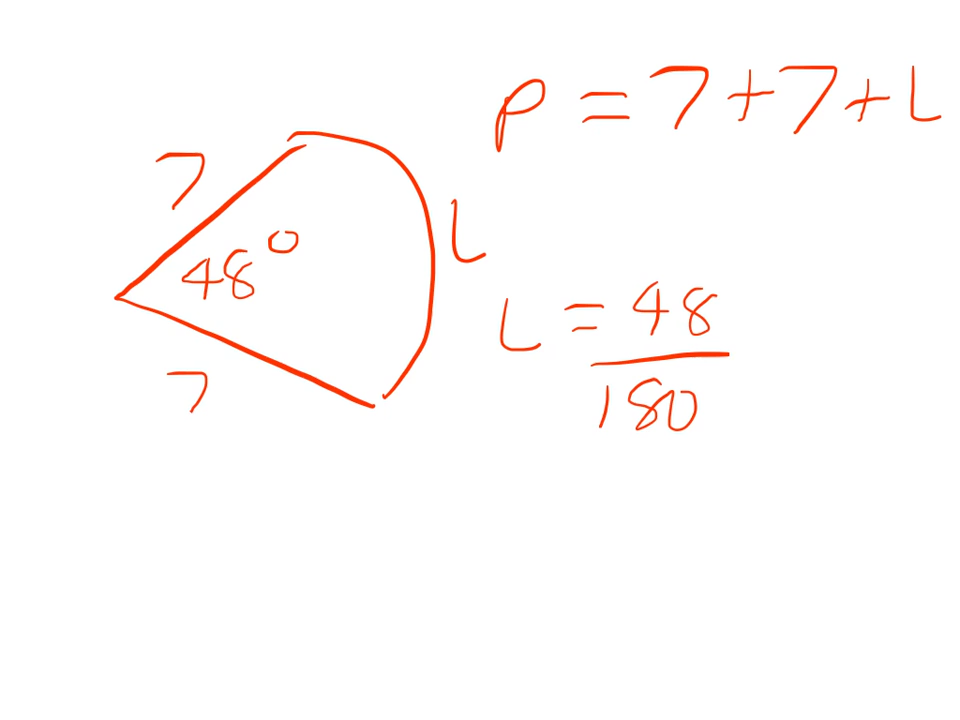 P = 7 + 7 + L
7
48°
L
7
L = 48
180